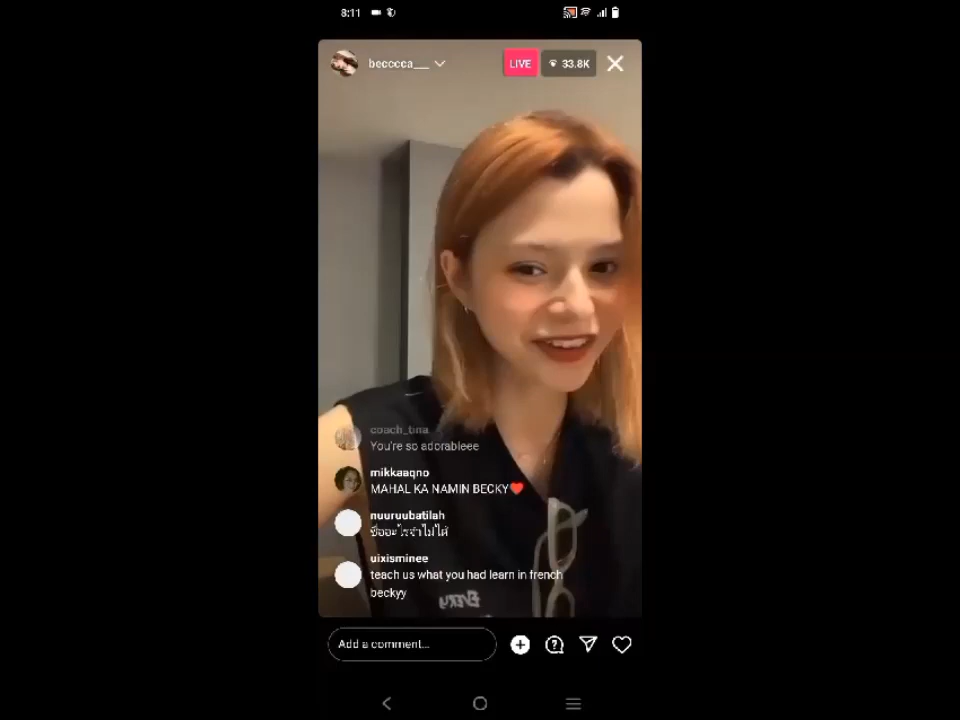 8:11
becccca__
LIVE
33.8K
coach_tina
You're so adorableee
mikkaaqno
MAHAL KA NAMIN BECKY❤️
nuuruubatilah
ชื่ออะไรจำไม่ได้
uixisminee
teach us what you had learn in french
beckyy
Add a comment...